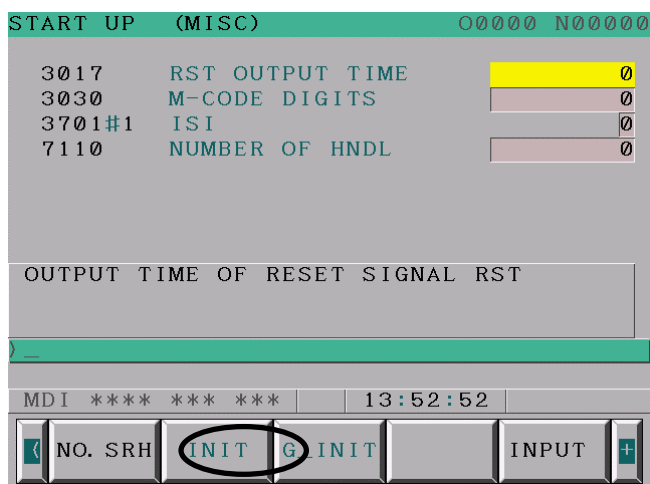 START UP (MISC) O0000 N00000
3017 RST OUTPUT TIME 0
3030 M-CODE DIGITS 0
3701#1 ISI 0
7110 NUMBER OF HNDL 0
OUTPUT TIME OF RESET SIGNAL RST
)_
MDI **** *** *** 13:52:52
( NO. SRH INIT G_INIT INPUT +